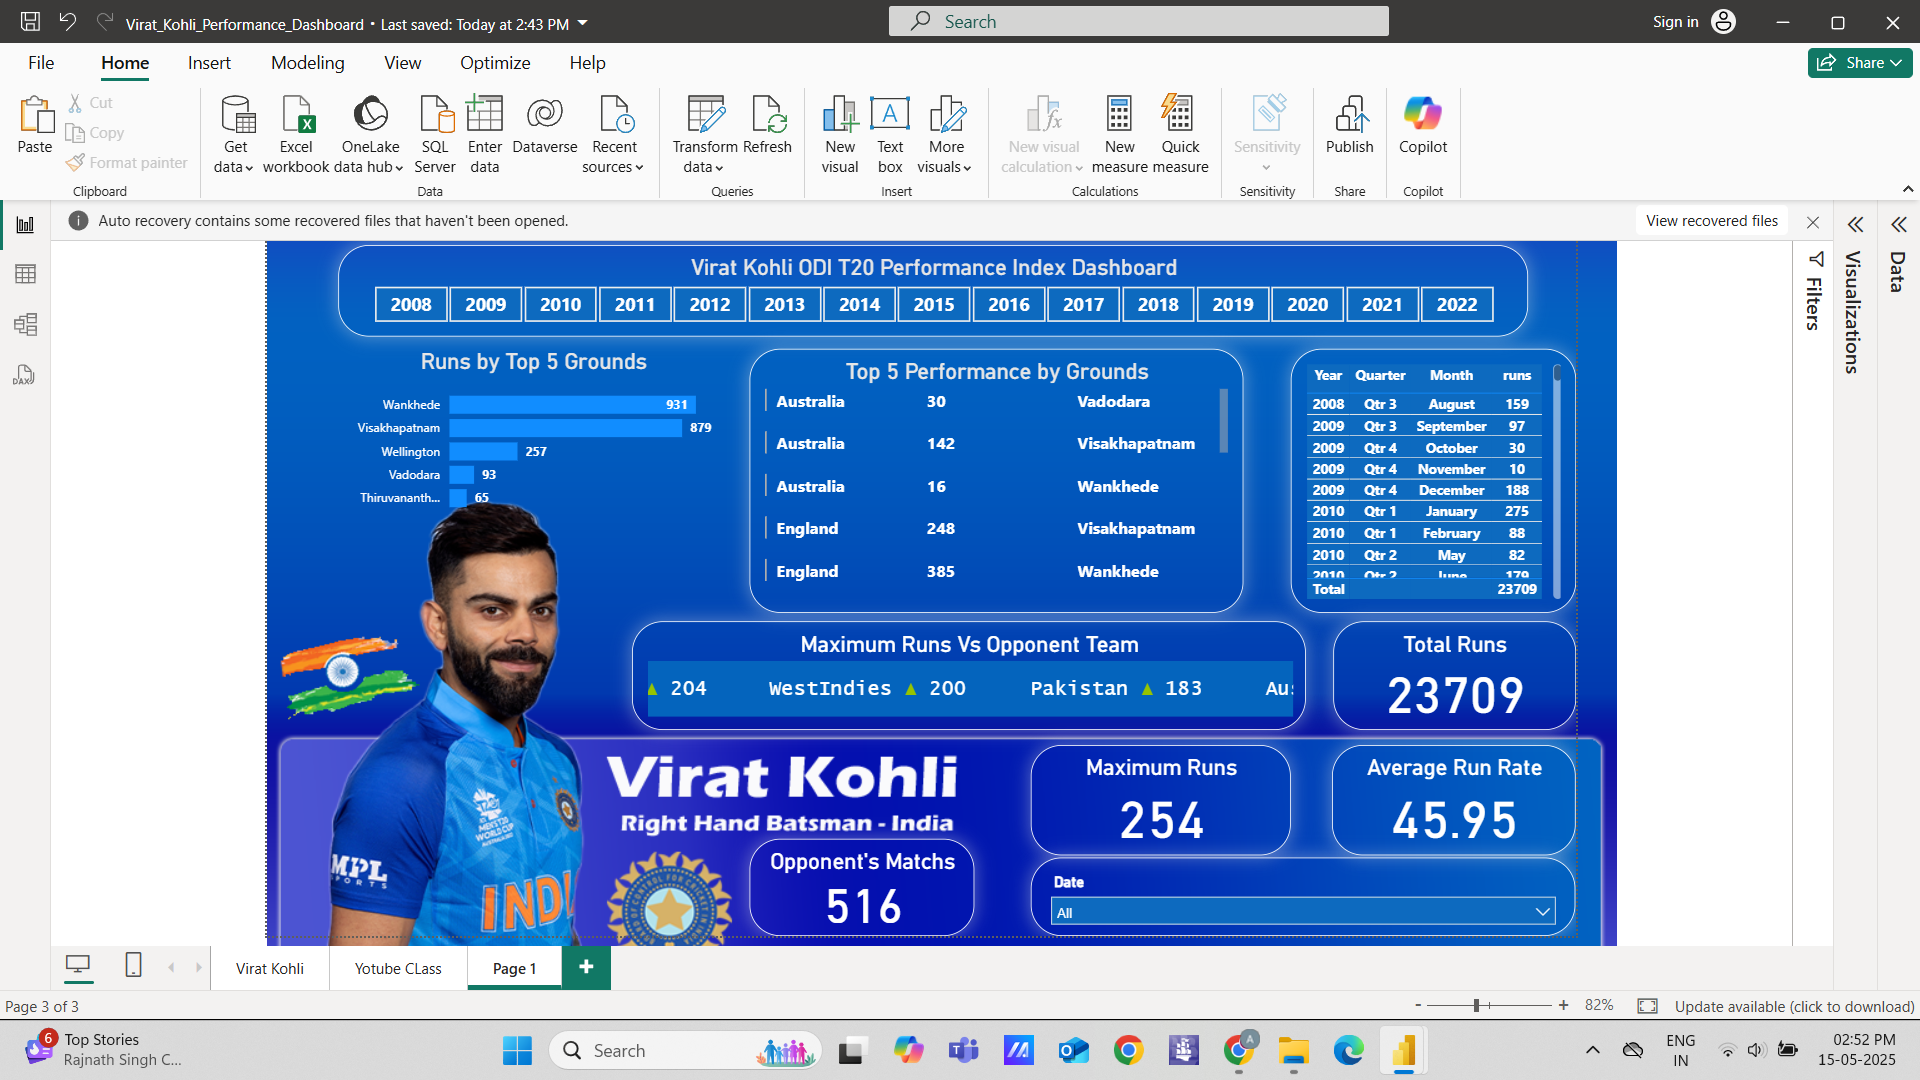 Virat_Kohli_Performance_Dashboard • Last saved: Today at 2:43 PM
Search
Sign in
File Home Insert Modeling View Optimize Help
Share
Paste
Cut
Copy
Format painter
Clipboard
Get data
Excel workbook
OneLake data hub
SQL Server
Enter data
Dataverse
Recent sources
Data
Transform data
Refresh
Queries
New visual
Text box
More visuals
Insert
New visual calculation
New measure
Quick measure
Calculations
Sensitivity
Sensitivity
Publish
Share
Copilot
Copilot
Auto recovery contains some recovered files that haven't been opened.
View recovered files
Filters
Visualizations
Data
Virat Kohli ODI T20 Performance Index Dashboard
2008 2009 2010 2011 2012 2013 2014 2015 2016 2017 2018 2019 2020 2021 2022
Runs by Top 5 Grounds
Wankhede 931
Visakhapatnam 879
Wellington 257
Vadodara 93
Thiruvananth... 65
Top 5 Performance by Grounds
Australia 30 Vadodara
Australia 142 Visakhapatnam
Australia 16 Wankhede
England 248 Visakhapatnam
England 385 Wankhede
Year Quarter Month runs
2008 Qtr 3 August 159
2009 Qtr 3 September 97
2009 Qtr 4 October 30
2009 Qtr 4 November 10
2009 Qtr 4 December 188
2010 Qtr 1 January 275
2010 Qtr 1 February 88
2010 Qtr 2 May 82
2010 Qtr 2 June 179
Total 23709
Maximum Runs Vs Opponent Team
▲ 204 WestIndies ▲ 200 Pakistan ▲ 183 Au
Total Runs
23709
Virat Kohli
Right Hand Batsman - India
Maximum Runs
254
Average Run Rate
45.95
Opponent's Matchs
516
Date
All
MPL
SPORTS
T20
WORLD CUP
INDI
Virat Kohli
Yotube CLass
Page 1
+
Page 3 of 3
- + 82%
Update available (click to download)
6
Top Stories
Rajnath Singh C...
Search
A
ENG
IN
02:52 PM
15-05-2025